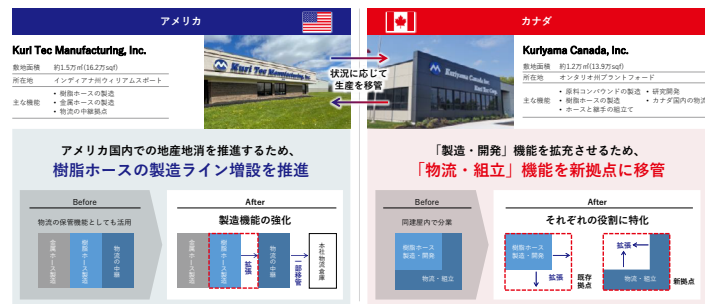 アメリカ
Kuri Tec Manufacturing, Inc.
敷地面積 約1.5万㎡(16.2万sqf)
所在地 インディアナ州ウィリアムスポート
主な機能
• 樹脂ホースの製造
• 金属ホースの製造
• 物流の中継拠点
Kuri Tec Manufacturing, Inc.
状況に応じて
生産を移管
カナダ
Kuriyama Canada, Inc.
Kuriyama Canada, Inc.
敷地面積 約1.2万㎡(13.9万sqf)
所在地 オンタリオ州ブラントフォード
主な機能
• 原料コンパウンドの製造 • 研究開発
• 樹脂ホースの製造 • カナダ国内の物流
• ホースと継手の組立て
アメリカ国内での地産地消を推進するため、
樹脂ホースの製造ライン増設を推進
Before
物流の保管機能としても活用
金属ホース製造
樹脂ホース製造
物流の中継
After
製造機能の強化
金属ホース製造
樹脂ホース製造
拡張
物流の中継
一部移管
本社物流倉庫
「製造・開発」機能を拡充させるため、
「物流・組立」機能を新拠点に移管
Before
同建屋内で分業
樹脂ホース
製造・開発
物流・組立
After
それぞれの役割に特化
樹脂ホース
製造・開発
拡張
既存
拠点
拡張
物流・組立
新拠点